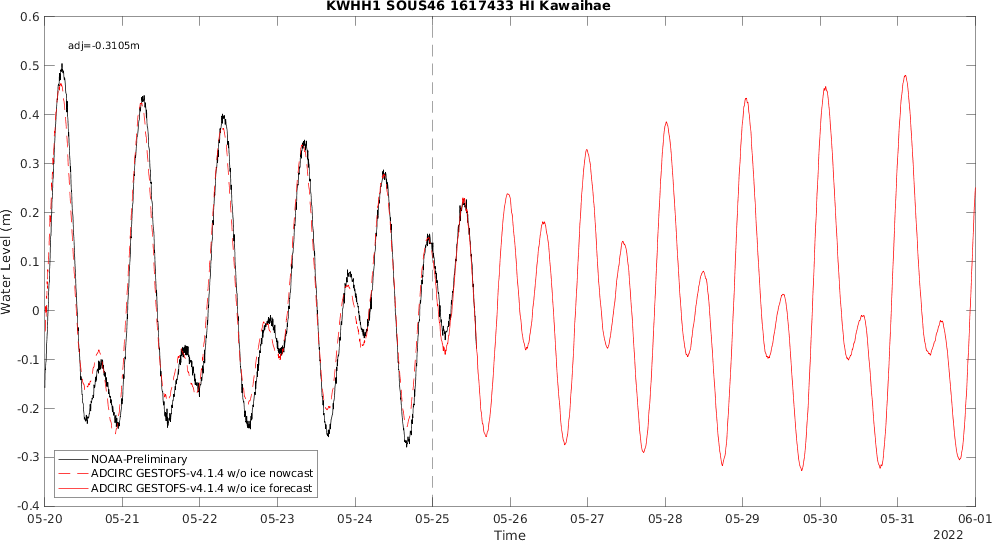 KWHH1 SOUS46 1617433 HI Kawaihae
adj=-0.3105m
0.6
0.5
0.4
0.3
0.2
0.1
0
-0.1
-0.2
-0.3
-0.4
Water Level (m)
NOAA-Preliminary
ADCIRC GESTOFS-v4.1.4 w/o ice nowcast
ADCIRC GESTOFS-v4.1.4 w/o ice forecast
05-20 05-21 05-22 05-23 05-24 05-25 05-26 05-27 05-28 05-29 05-30 05-31 06-01
Time
2022